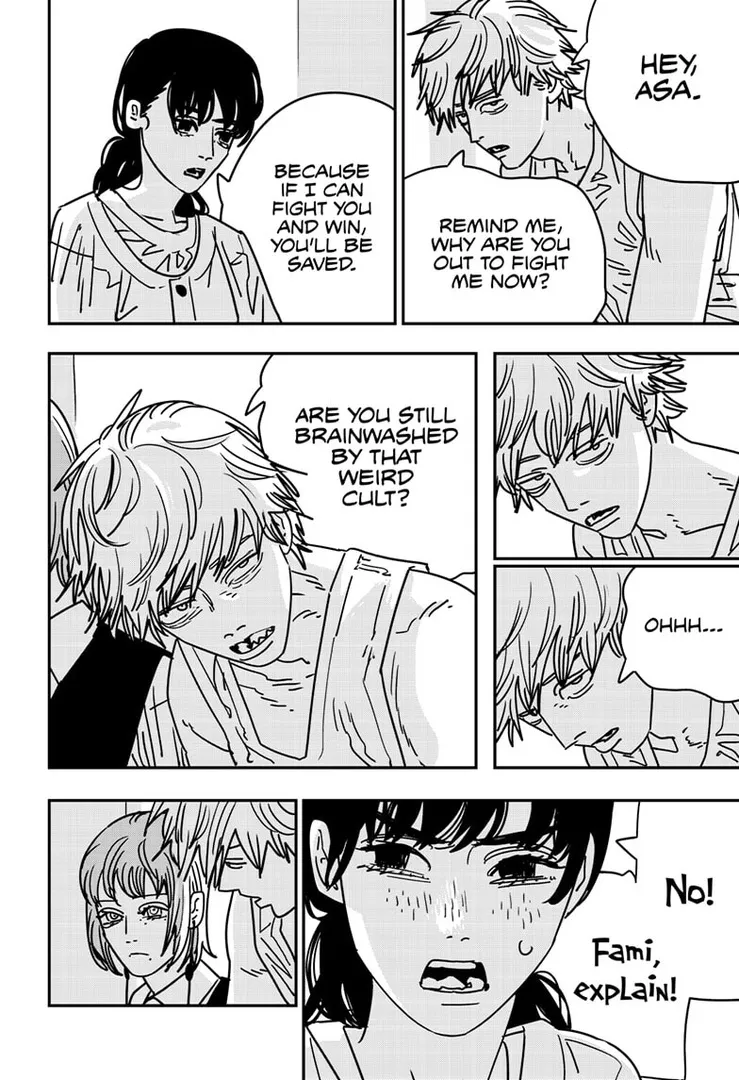 HEY,
ASA.
REMIND ME,
WHY ARE YOU
OUT TO FIGHT
ME NOW?
BECAUSE
IF I CAN
FIGHT YOU
AND WIN,
YOU'LL BE
SAVED.
OHHH...
ARE YOU STILL
BRAINWASHED
BY THAT
WEIRD
CULT?
No!
Fami,
explain!